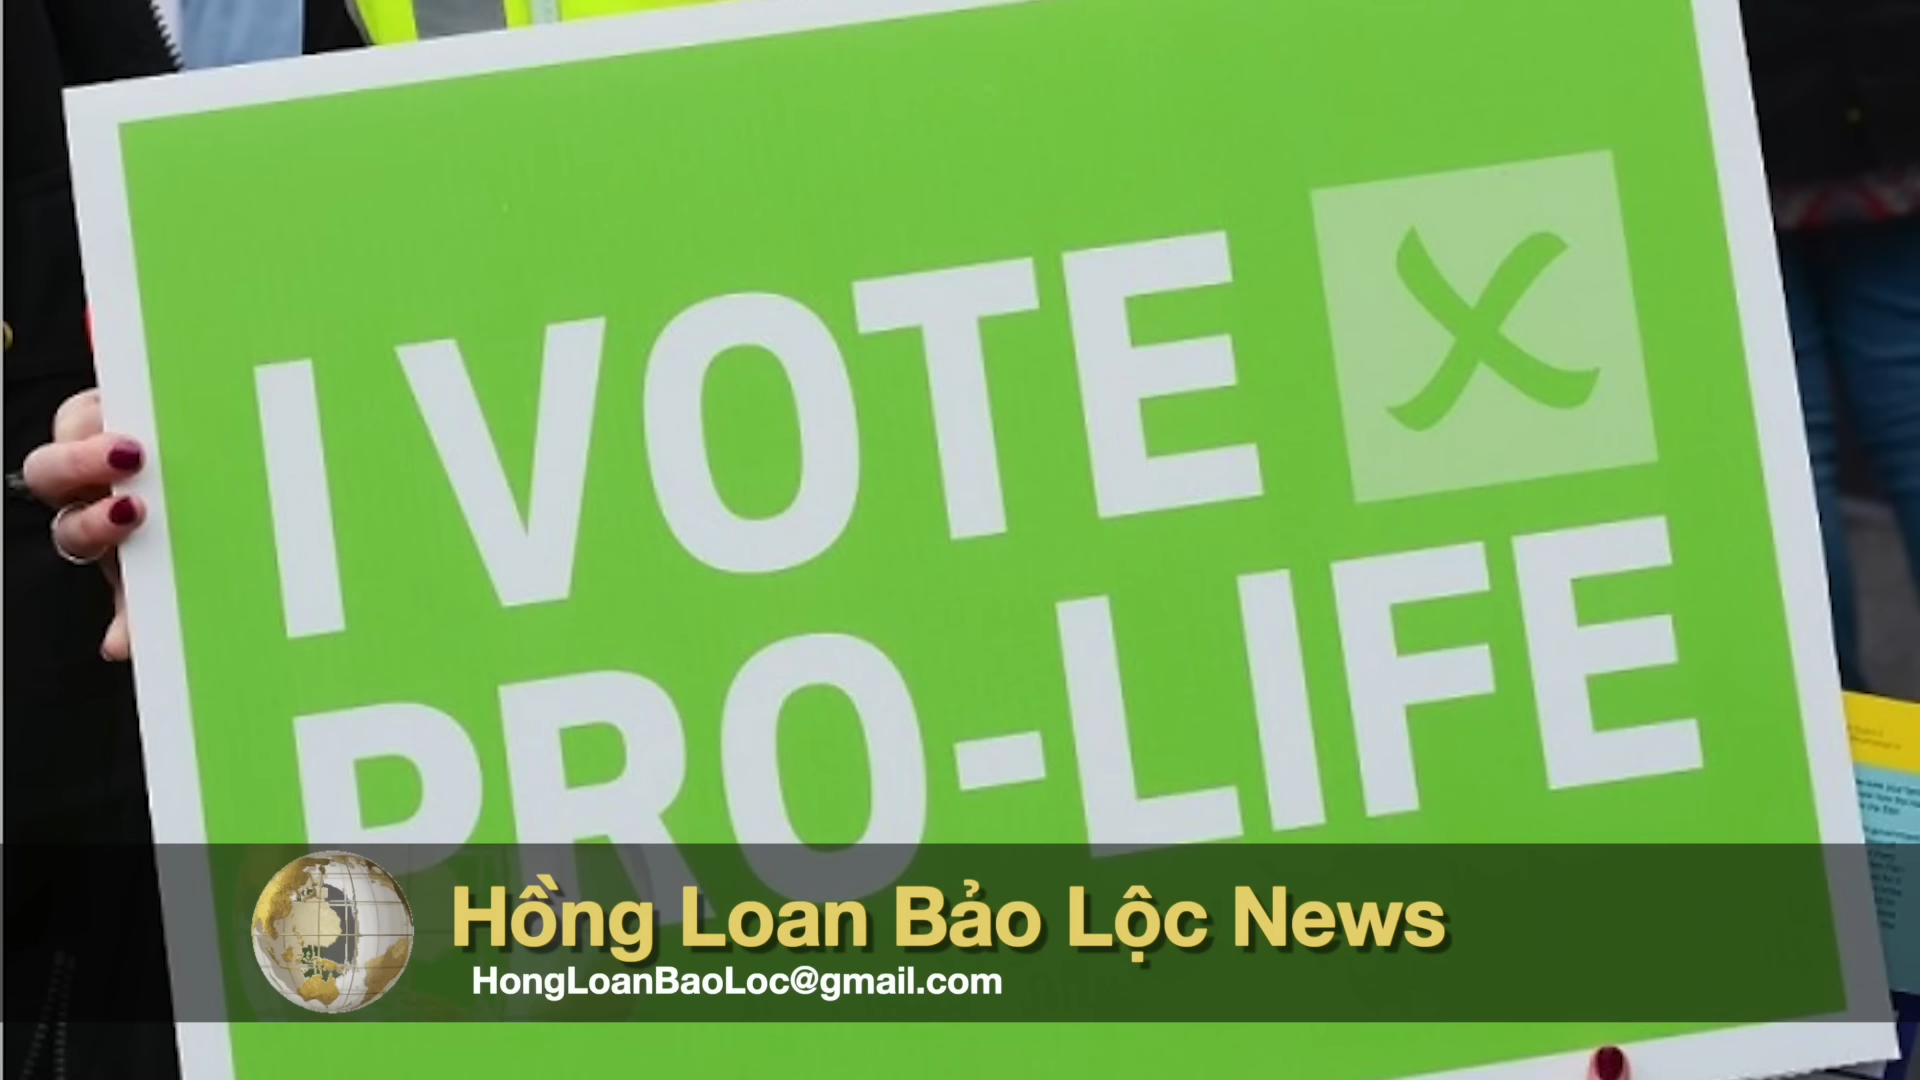 I VOTE X
PRO-LIFE
Hồng Loan Bảo Lộc News
HongLoanBaoLoc@gmail.com